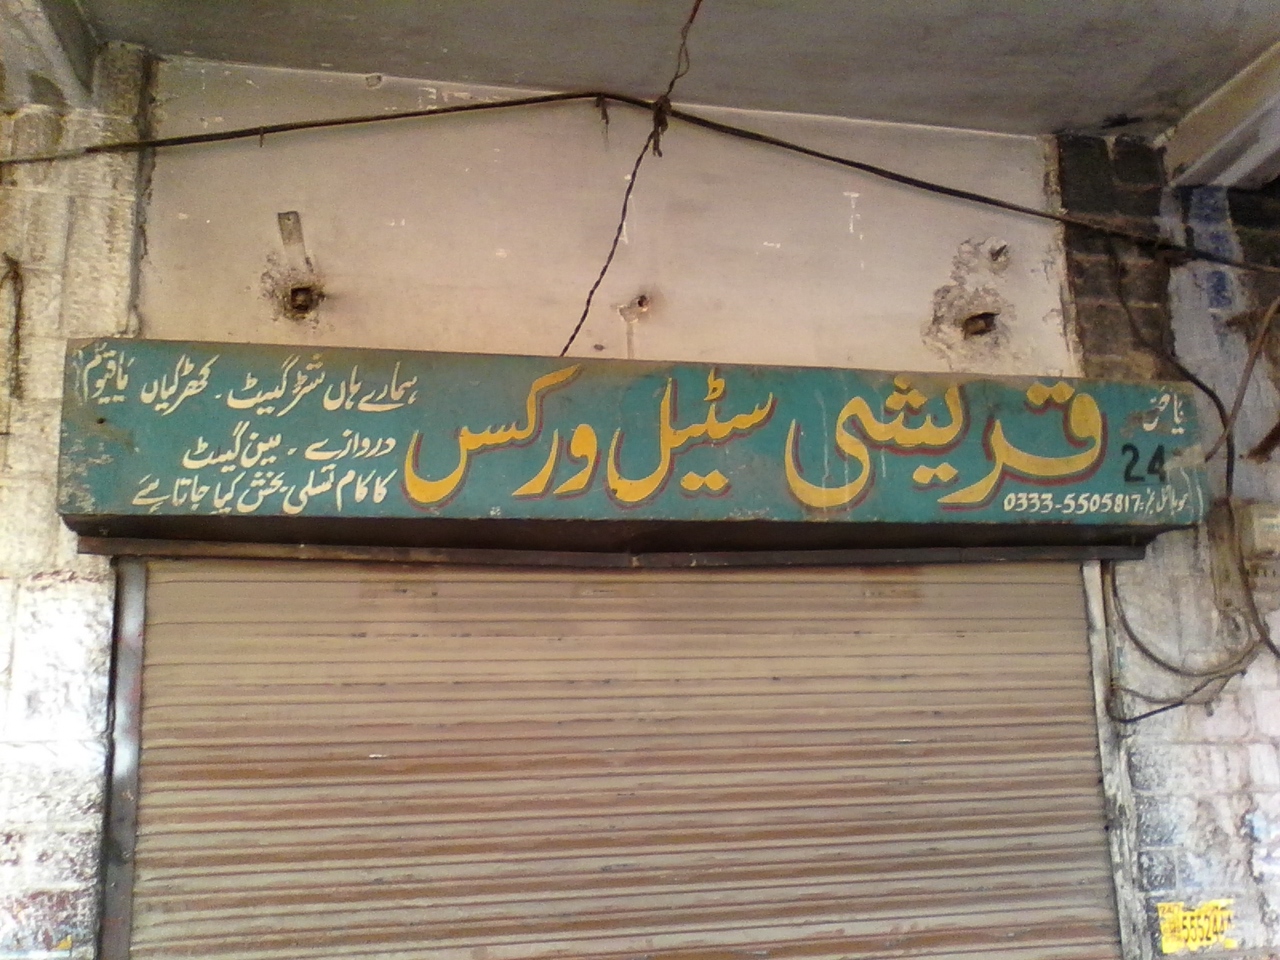 یا حیّ
24
قریشی سٹیل ورکس
موبائل نمبر: 0333-5505817
یا قیوم
ہمارے ہاں شٹر گیٹ ۔ کھڑکیاں
دروازے ۔ مین گیٹ
کا کام تسلی بخش کیا جاتا ہے